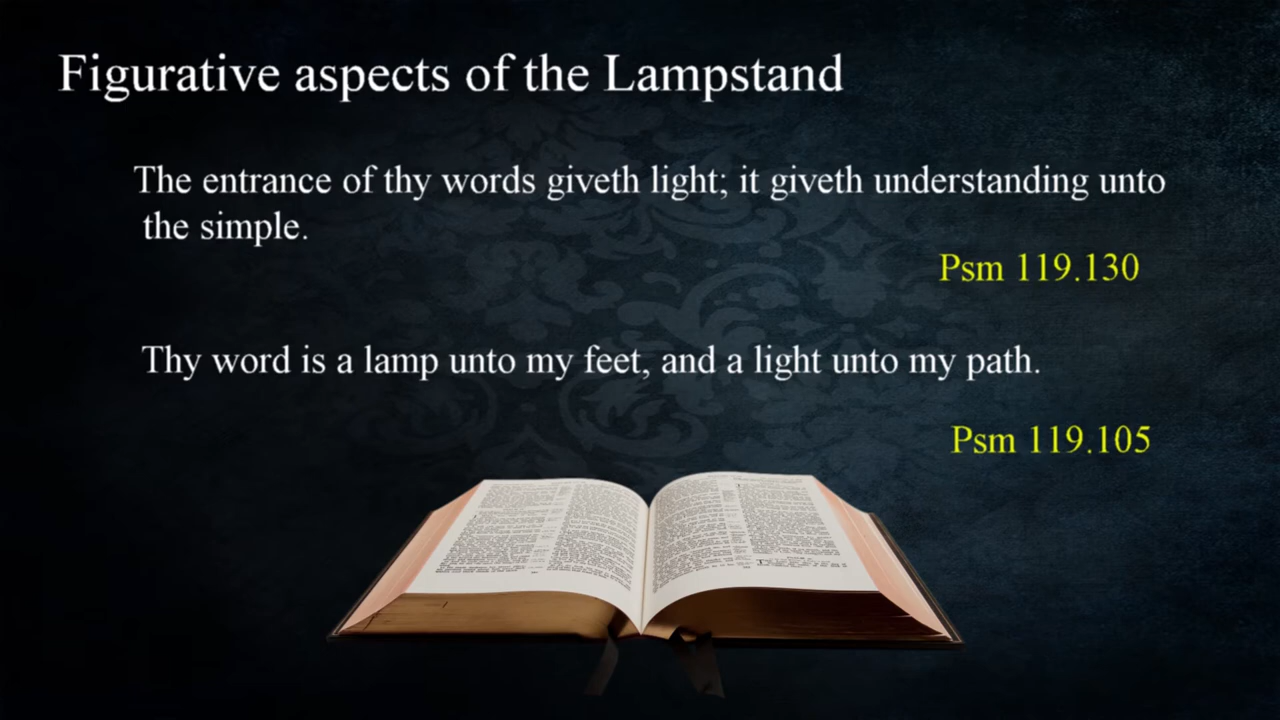 Figurative aspects of the Lampstand
The entrance of thy words giveth light; it giveth understanding unto
the simple.
Psm 119.130
Thy word is a lamp unto my feet, and a light unto my path.
Psm 119.105